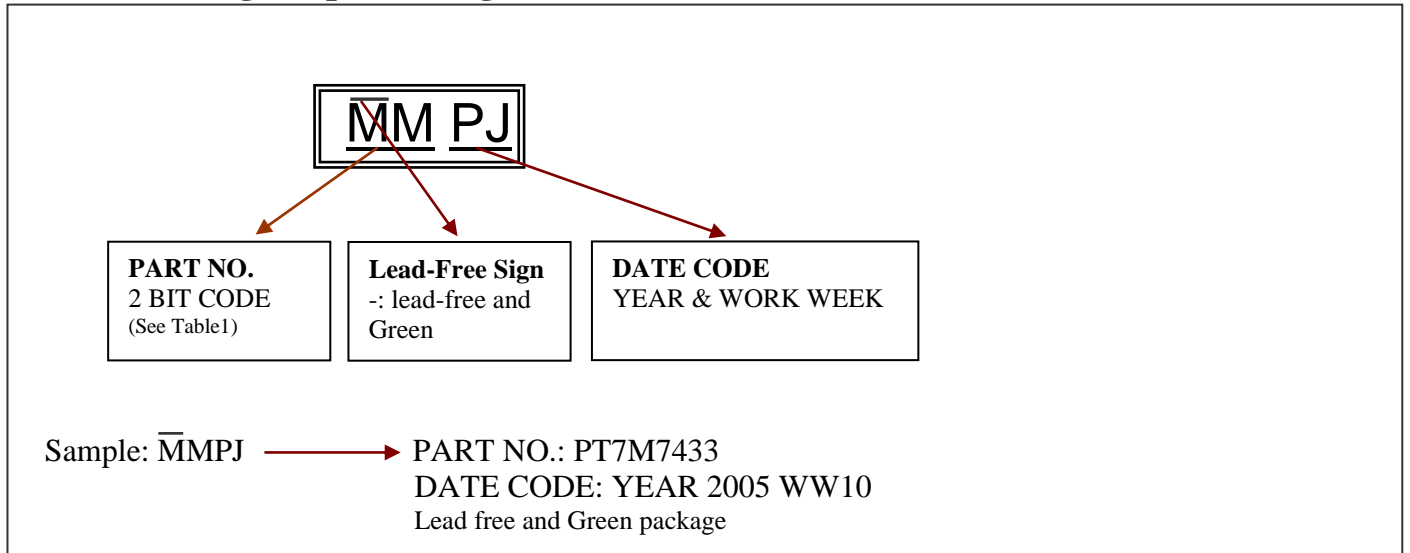 M̅M PJ
PART NO.
2 BIT CODE
(See Table1)
Lead-Free Sign
-: lead-free and
Green
DATE CODE
YEAR & WORK WEEK
Sample: M̅MPJ
PART NO.: PT7M7433
DATE CODE: YEAR 2005 WW10
Lead free and Green package